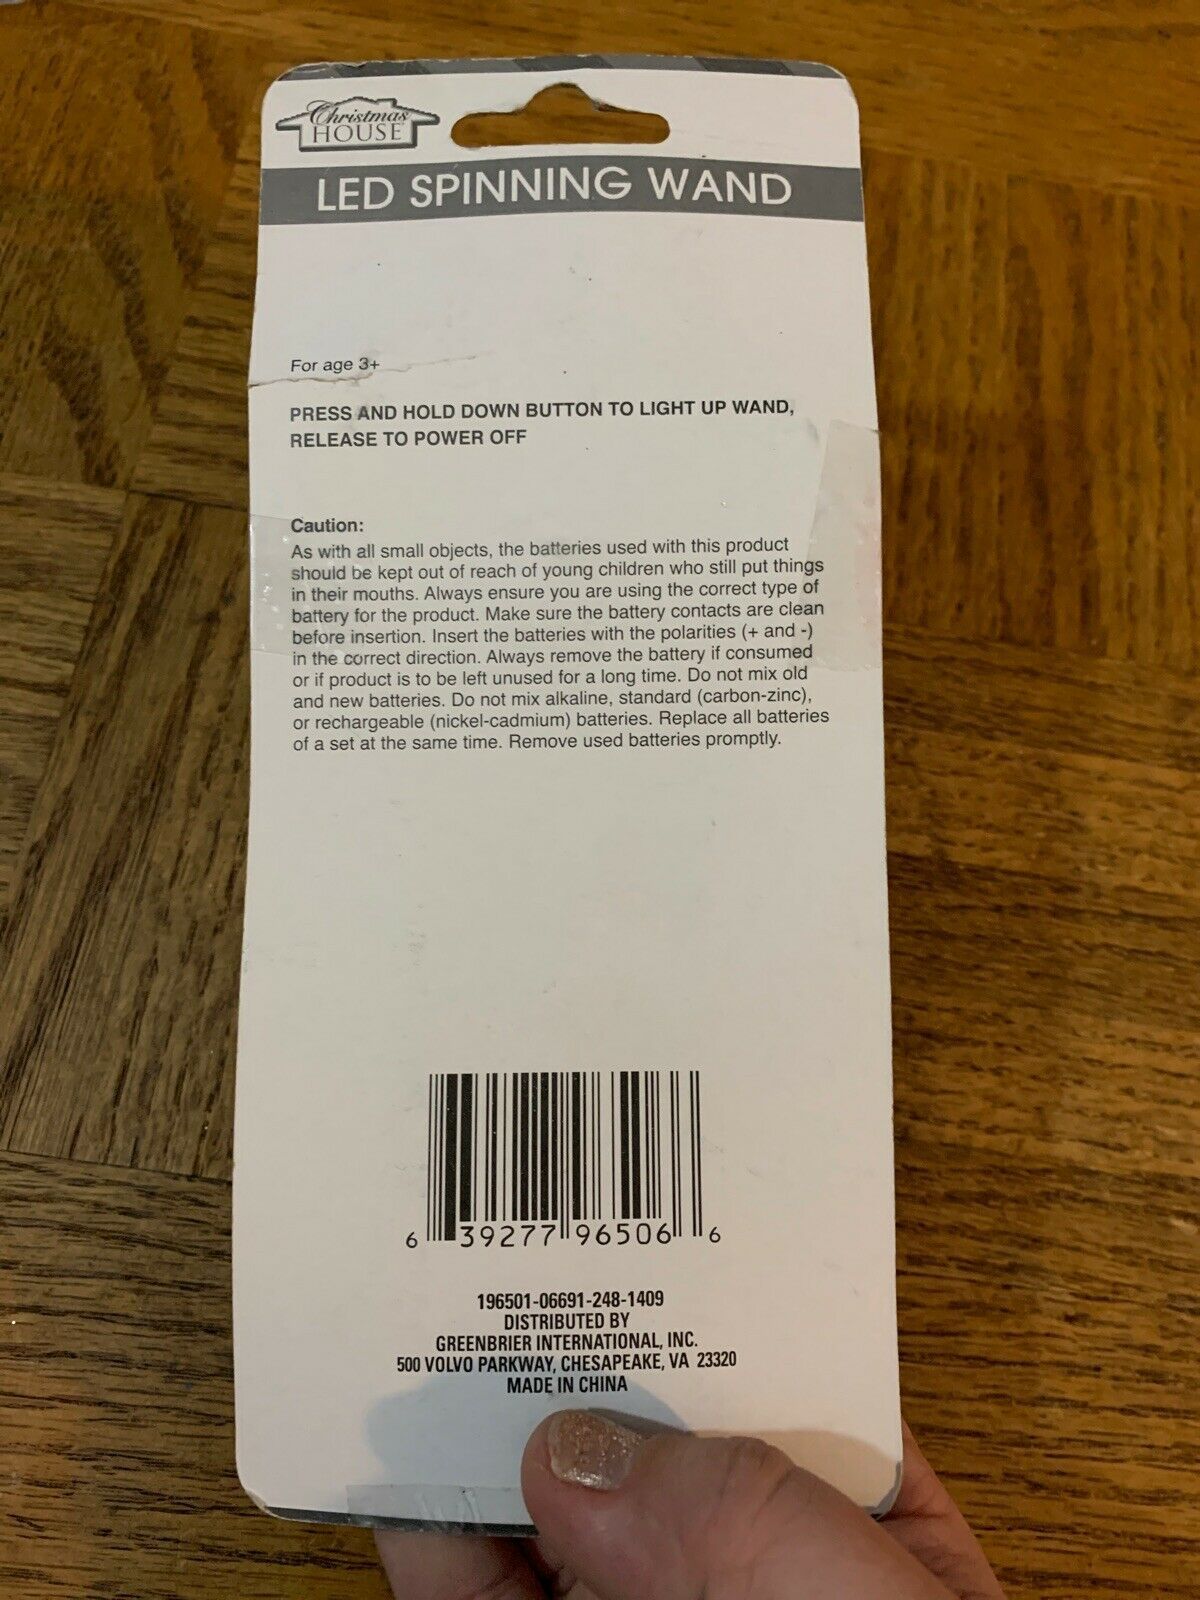 Christmas
HOUSE
LED SPINNING WAND
For age 3+
PRESS AND HOLD DOWN BUTTON TO LIGHT UP WAND,
RELEASE TO POWER OFF
Caution:
As with all small objects, the batteries used with this product
should be kept out of reach of young children who still put things
in their mouths. Always ensure you are using the correct type of
battery for the product. Make sure the battery contacts are clean
before insertion. Insert the batteries with the polarities (+ and -)
in the correct direction. Always remove the battery if consumed
or if product is to be left unused for a long time. Do not mix old
and new batteries. Do not mix alkaline, standard (carbon-zinc),
or rechargeable (nickel-cadmium) batteries. Replace all batteries
of a set at the same time. Remove used batteries promptly.
6 39277 96506 6
196501-06691-248-1409
DISTRIBUTED BY
GREENBRIER INTERNATIONAL, INC.
500 VOLVO PARKWAY, CHESAPEAKE, VA 23320
MADE IN CHINA